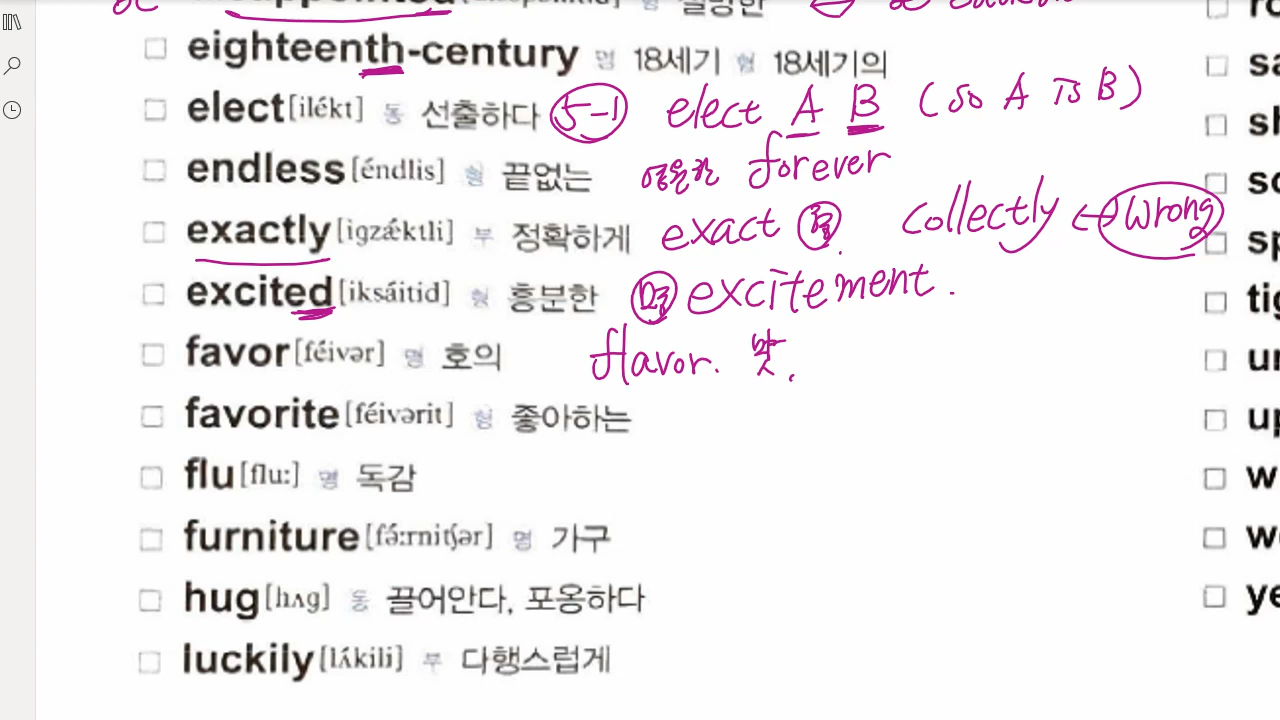 eighteenth-century 명 18세기 형 18세기의
elect[ilékt] 동 선출하다 5-1 elect A B (so A is B)
endless[éndlis] 형 끝없는 영원한 forever
exactly[igzǽktli] 부 정확하게 exact 형. collectly ↔ wrong
excited[iksáitid] 형 흥분한 명 excitement.
favor[féivər] 명 호의 flavor. 맛.
favorite[féivərit] 형 좋아하는
flu[flu:] 명 독감
furniture[fə́:rnitʃər] 명 가구
hug[hʌg] 동 끌어안다, 포옹하다
luckily[lʌ́kili] 부 다행스럽게